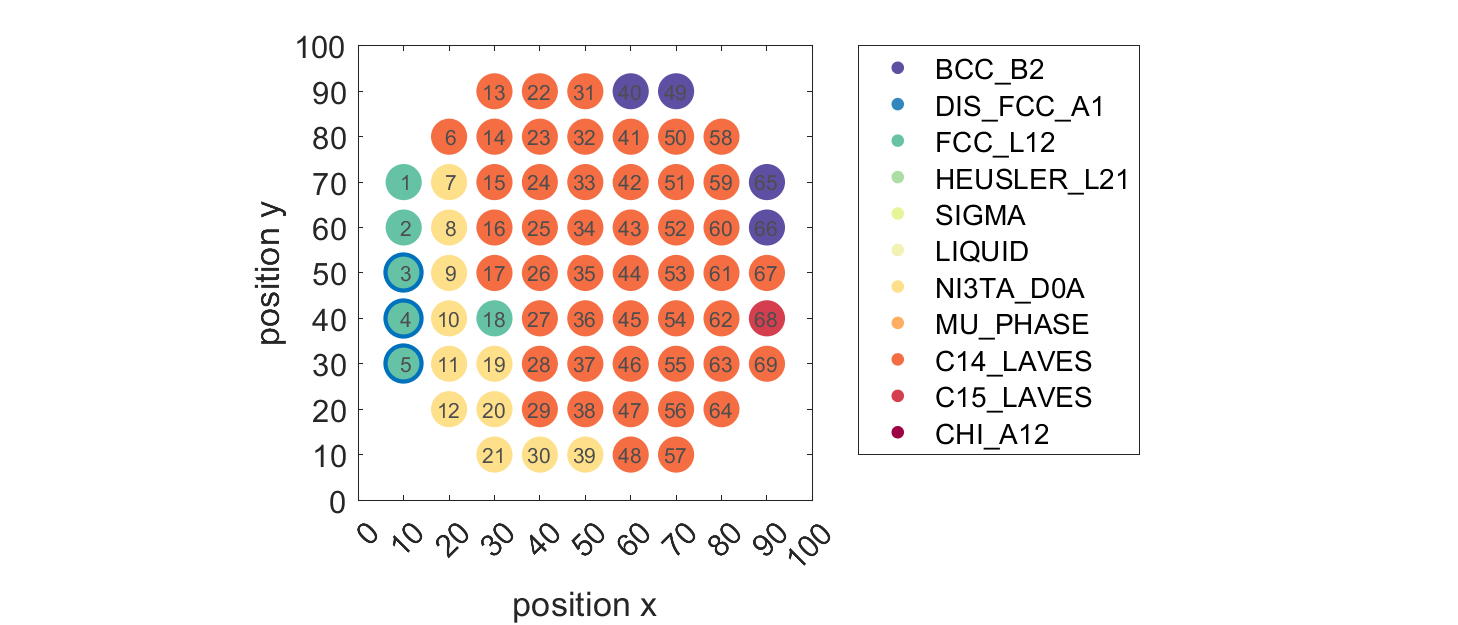 100
90
80
70
60
50
40
30
20
10
0
position y
13 22 31 40 49
6 14 23 32 41 50 58
1 7 15 24 33 42 51 59 65
2 8 16 25 34 43 52 60 66
3 9 17 26 35 44 53 61 67
4 10 18 27 36 45 54 62 68
5 11 19 28 37 46 55 63 69
12 20 29 38 47 56 64
21 30 39 48 57
0 10 20 30 40 50 60 70 80 90 100
position x
BCC_B2
DIS_FCC_A1
FCC_L12
HEUSLER_L21
SIGMA
LIQUID
NI3TA_D0A
MU_PHASE
C14_LAVES
C15_LAVES
CHI_A12